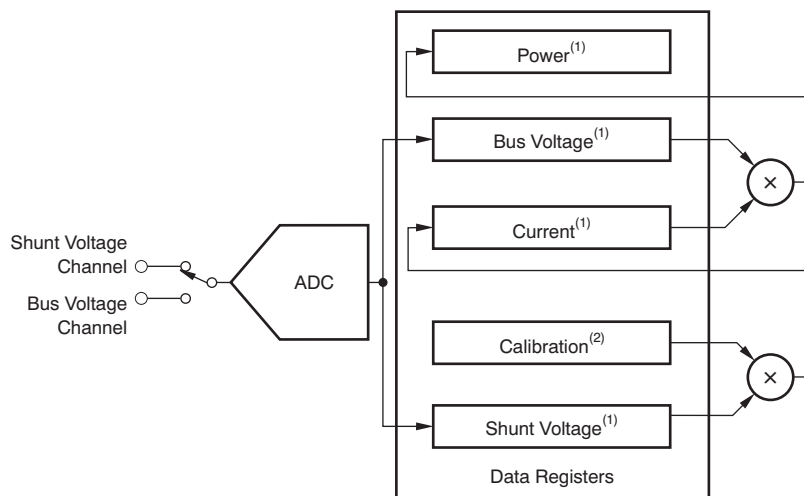 Power(1)
Bus Voltage(1)
×
Current(1)
Shunt Voltage
Channel
ADC
Bus Voltage
Channel
Calibration(2)
×
Shunt Voltage(1)
Data Registers